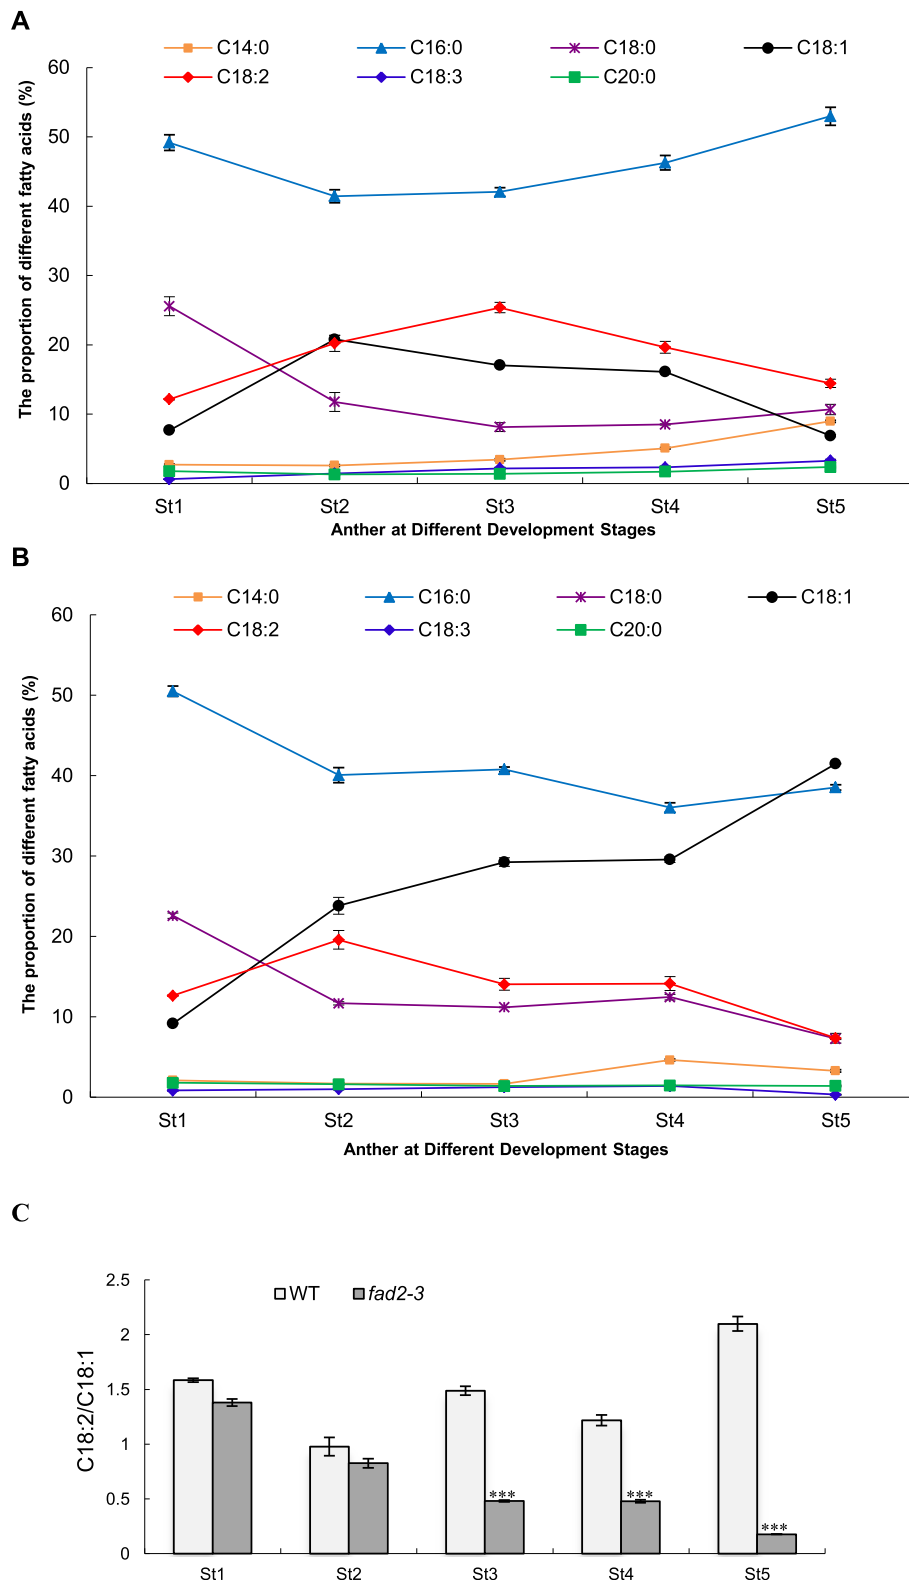 A
C14:0 C16:0 C18:0 C18:1
C18:2 C18:3 C20:0
The proportion of different fatty acids (%)
60
50
40
30
20
10
0
St1 St2 St3 St4 St5
Anther at Different Development Stages
B
C14:0 C16:0 C18:0 C18:1
C18:2 C18:3 C20:0
The proportion of different fatty acids (%)
60
50
40
30
20
10
0
St1 St2 St3 St4 St5
Anther at Different Development Stages
C
WT fad2-3
C18:2/C18:1
2.5
2
1.5
1
0.5
0
*** *** ***
St1 St2 St3 St4 St5